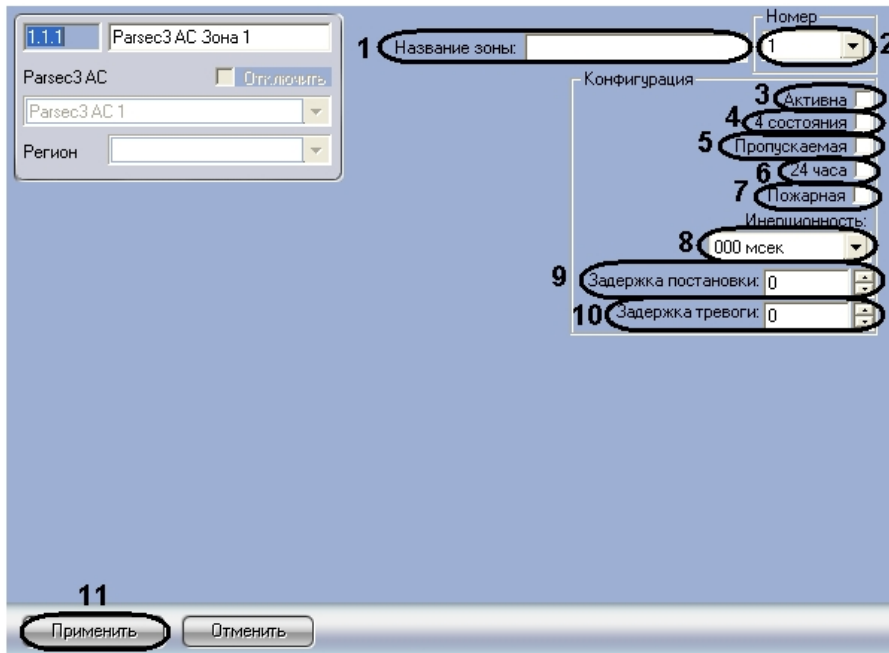 1.1.1 Parsec3 AC Зона 1
Parsec3 AC Отключить
Parsec3 AC 1
Регион
1 Название зоны:
Номер
1 2
Конфигурация
3 Активна
4 4 состояния
5 Пропускаемая
6 24 часа
7 Пожарная
Инерционность:
8 000 мсек
9 Задержка постановки: 0
10 Задержка тревоги: 0
11
Применить Отменить